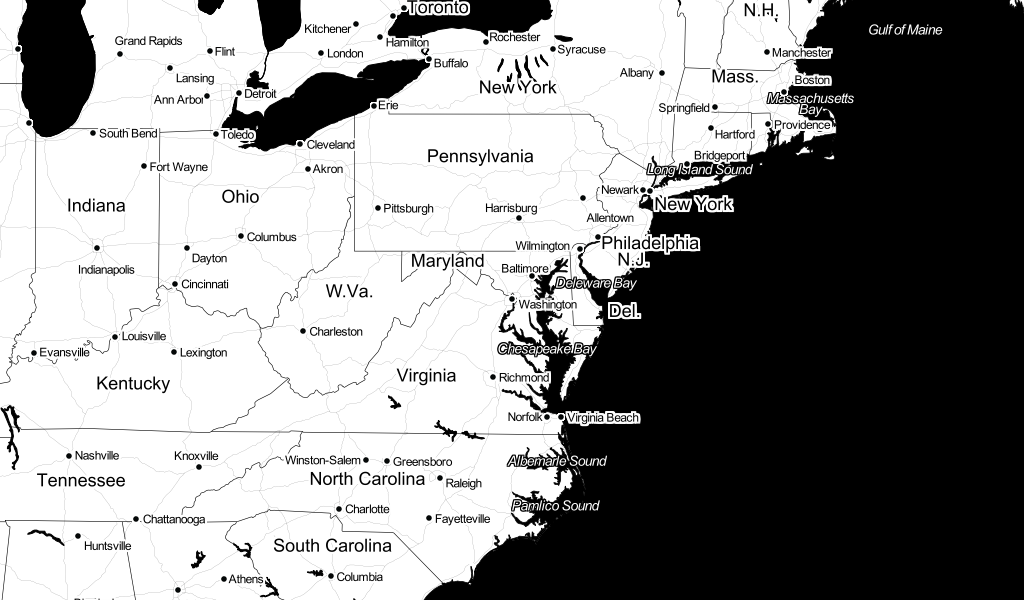 Toronto
N.H.
Kitchener
Gulf of Maine
Rochester
Grand Rapids
Hamilton
Flint
London
Syracuse
Manchester
Buffalo
Lansing
Albany
Mass.
Boston
New York
Detroit
Ann Arbor
Massachusetts
Bay
Erie
Springfield
Providence
South Bend
Toledo
Hartford
Cleveland
Pennsylvania
Bridgeport
Fort Wayne
Akron
Long Island Sound
Newark
Ohio
New York
Indiana
Pittsburgh
Harrisburg
Allentown
Columbus
Philadelphia
Wilmington
Dayton
Maryland
N.J.
Indianapolis
Baltimore
Cincinnati
Deleware Bay
W.Va.
Washington
Del.
Charleston
Louisville
Chesapeake Bay
Evansville
Lexington
Virginia
Richmond
Kentucky
Norfolk
Virginia Beach
Nashville
Knoxville
Winston-Salem
Greensboro
Albemarle Sound
Tennessee
North Carolina
Raleigh
Pamlico Sound
Charlotte
Chattanooga
Fayetteville
Huntsville
South Carolina
Athens
Columbia